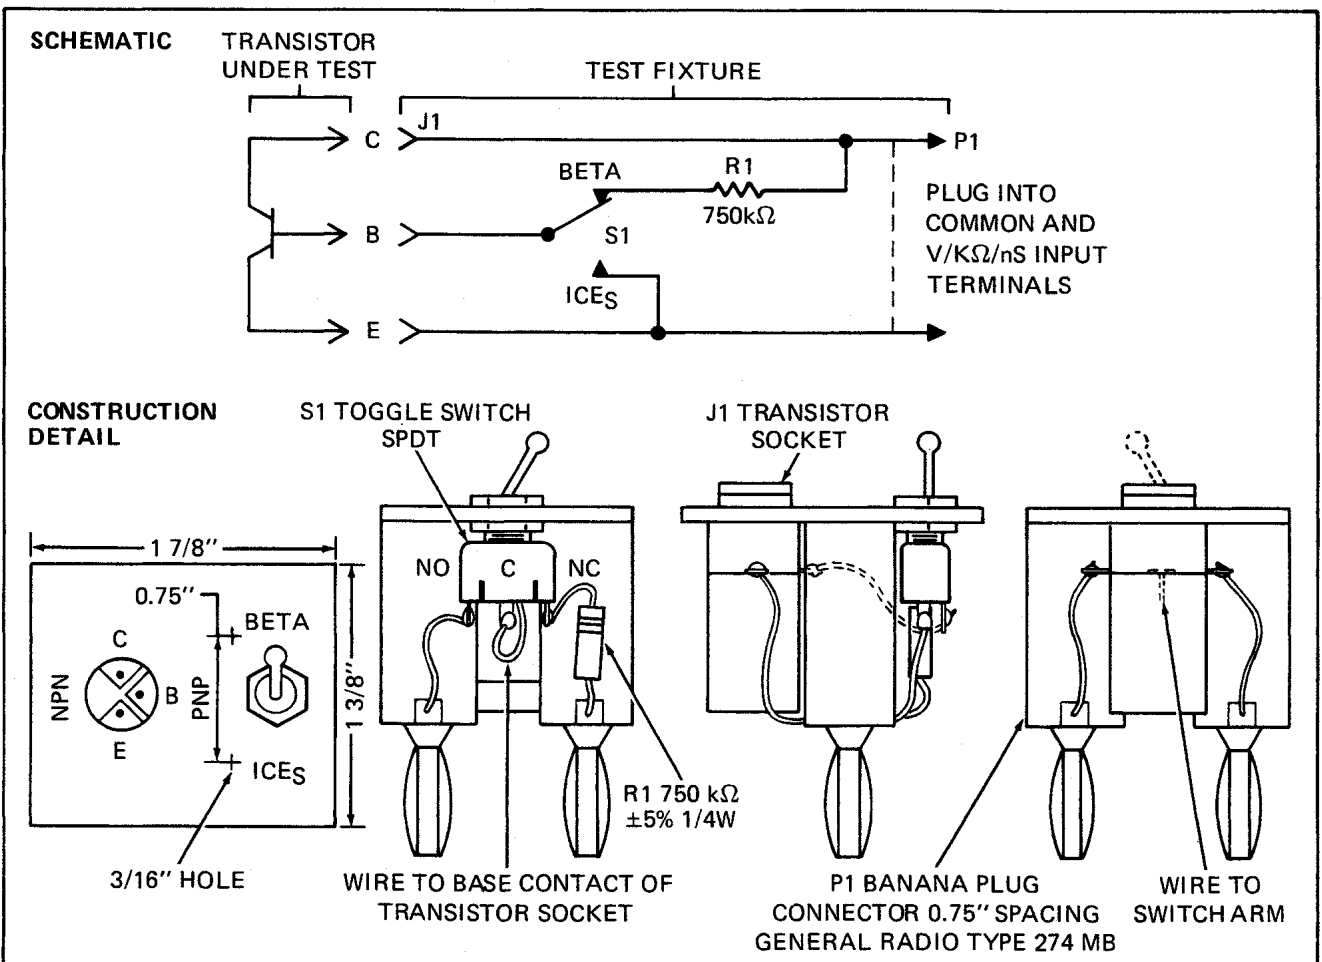 SCHEMATIC
TRANSISTOR
UNDER TEST
TEST FIXTURE
C
J1
P1
BETA
R1
750kΩ
B
S1
ICES
E
PLUG INTO
COMMON AND
V/KΩ/nS INPUT
TERMINALS
CONSTRUCTION
DETAIL
S1 TOGGLE SWITCH
SPDT
J1 TRANSISTOR
SOCKET
1 7/8"
0.75"
BETA
C
NPN
B
PNP
E
ICES
1 3/8"
3/16" HOLE
NO
C
NC
R1 750 kΩ
±5% 1/4W
WIRE TO BASE CONTACT OF
TRANSISTOR SOCKET
P1 BANANA PLUG
CONNECTOR 0.75" SPACING
GENERAL RADIO TYPE 274 MB
WIRE TO
SWITCH ARM